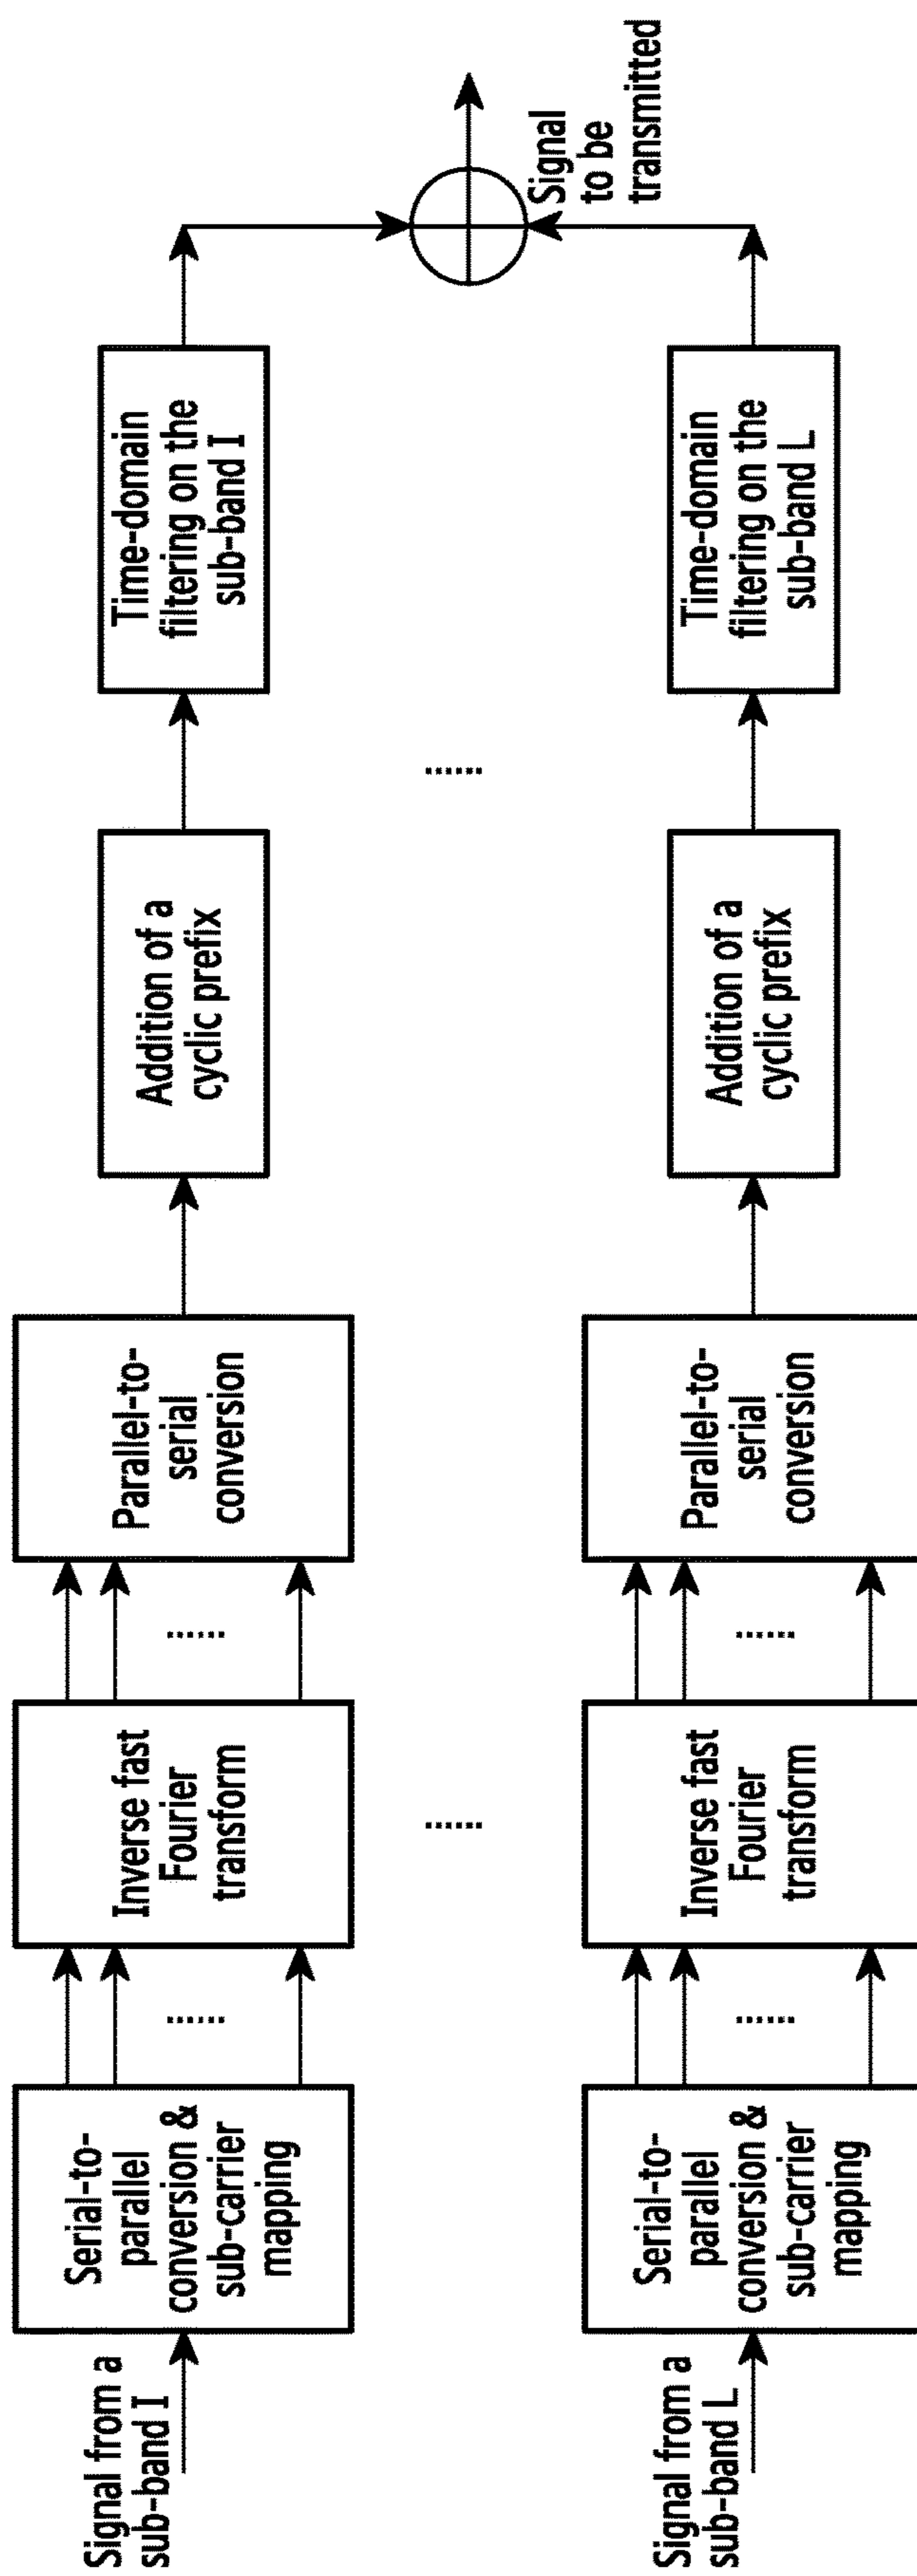 Signal from a
sub-band I
Serial-to-
parallel
conversion &
sub-carrier
mapping
......
Inverse fast
Fourier
transform
......
Parallel-to-
serial
conversion
Addition of a
cyclic prefix
Time-domain
filtering on the
sub-band I
......
......
Signal
to be
transmitted
Signal from a
sub-band L
Serial-to-
parallel
conversion &
sub-carrier
mapping
......
Inverse fast
Fourier
transform
......
Parallel-to-
serial
conversion
Addition of a
cyclic prefix
Time-domain
filtering on the
sub-band L